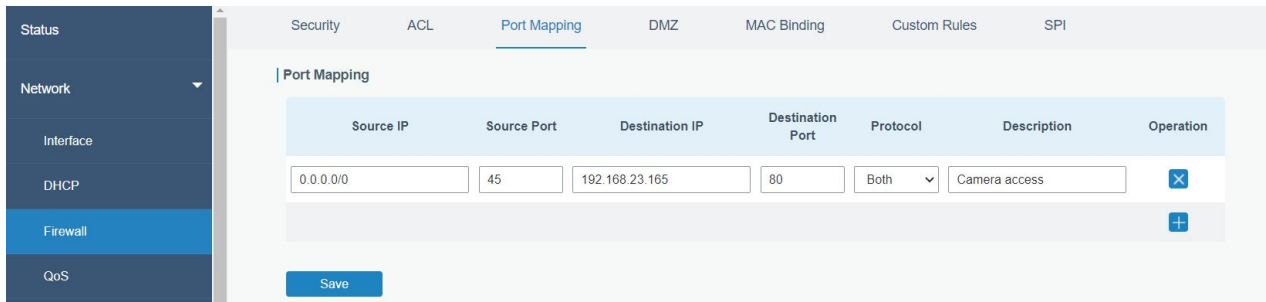 Status
Network
Interface
DHCP
Firewall
QoS
Security ACL Port Mapping DMZ MAC Binding Custom Rules SPI
Port Mapping
Source IP Source Port Destination IP Destination Port Protocol Description Operation
0.0.0.0/0 45 192.168.23.165 80 Both Camera access
Save